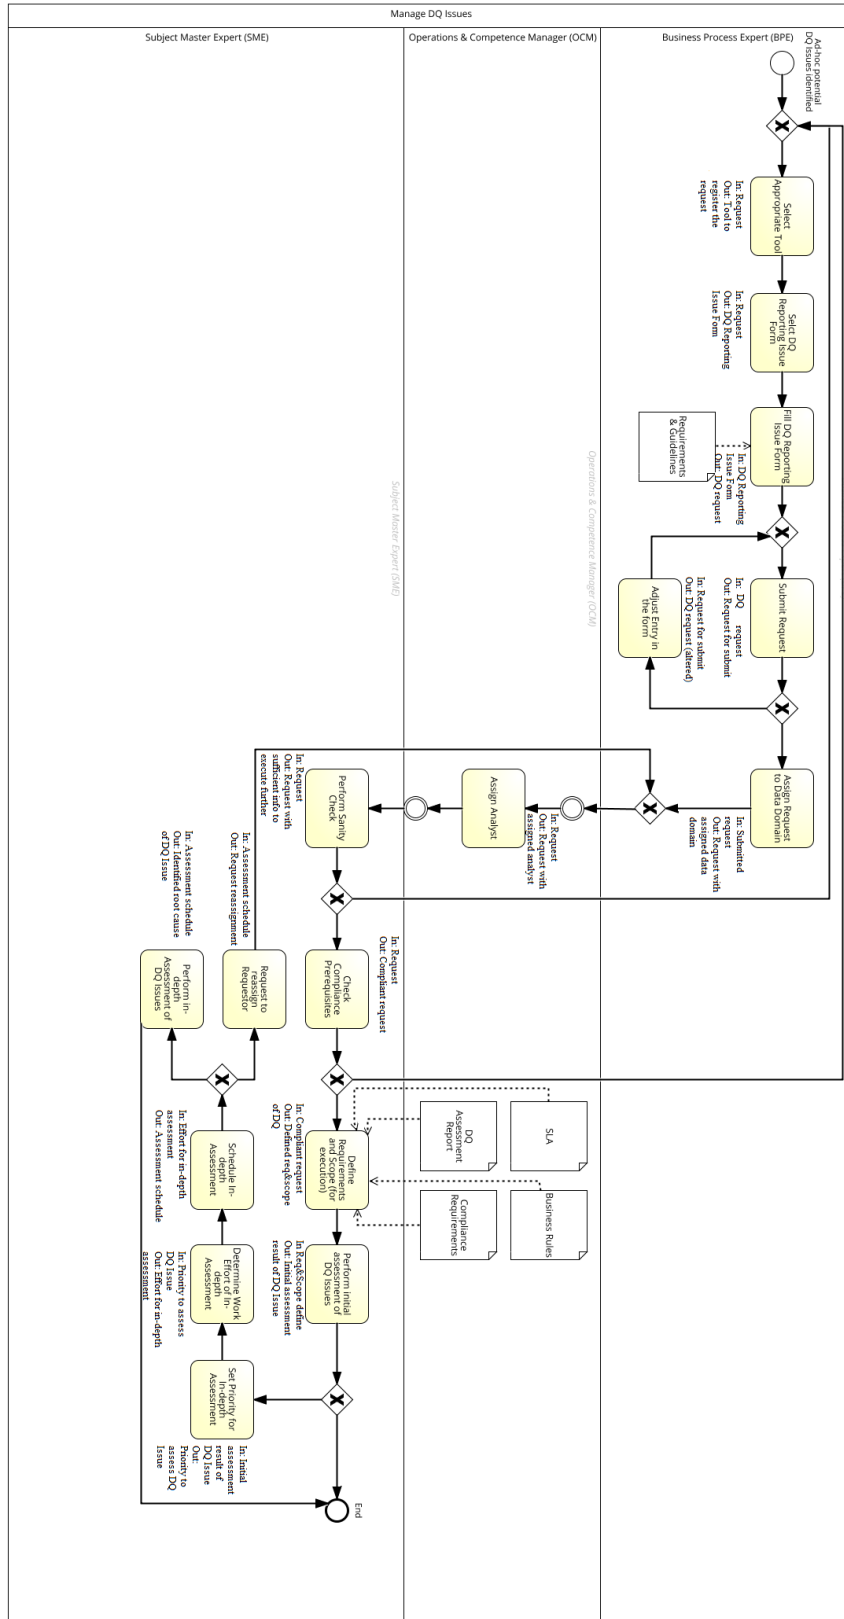 Manage DQ Issues
Subject Master Expert (SME)
Operations & Competence Manager (OCM)
Business Process Expert (BPE)
Ad-hoc potential
DQ Issues identified
Select
Appropriate Tool
In: Request
Out: Tool to
register the
request
Selct DQ
Reporting Issue
Form
In: Request
Out: DQ Reporting
Issue Form
Fill DQ Reporting
Issue Form
In: DQ Reporting
Issue Form
Out: DQ request
Requirements
& Guidelines
Operations & Competence Manager (OCM)
Subject Master Expert (SME)
Submit Request
In: DQ request
Out: Request for submit
Adjust Entry in
the form
In: Request for submit
Out: DQ request (altered)
Assign Request
to Data Domain
In: Submitted
request
Out: Request with
assigned data
domain
Assign Analyst
In: Request
Out: Request with
assigned analyst
Perform Sanity
Check
In: Request
Out: Request with
sufficient info to
execute further
Check
Compliance
Prerequisites
In: Request
Out: Compliant request
Request to
reassign
Requestor
In: Assessment schedule
Out: Request reassignment
Perform in-
depth
Assessment of
DQ Issues
In: Assessment schedule
Out: Identified root cause
of DQ Issue
SLA
DQ
Assessment
Report
Business Rules
Compliance
Requirements
Define
Requirements
and Scope (for
execution)
In: Compliant request
Out: Defined req&scope
of DQ
Schedule In-
depth
Assessment
In: Effort for in-depth
assessment
Out: Assessment schedule
Perform initial
assessment of
DQ Issues
In Req&Scope define
Out: Initial assessment
result of DQ Issue
Determine Work
Effort of In-
depth
Assessment
In: Priority to assess
DQ Issue
Out: Effort for in-depth
assessment
Set Priority for
In-depth
Assessment
In: Initial
assessment
result of
DQ Issue
Out:
Priority to
assess DQ
Issue
End